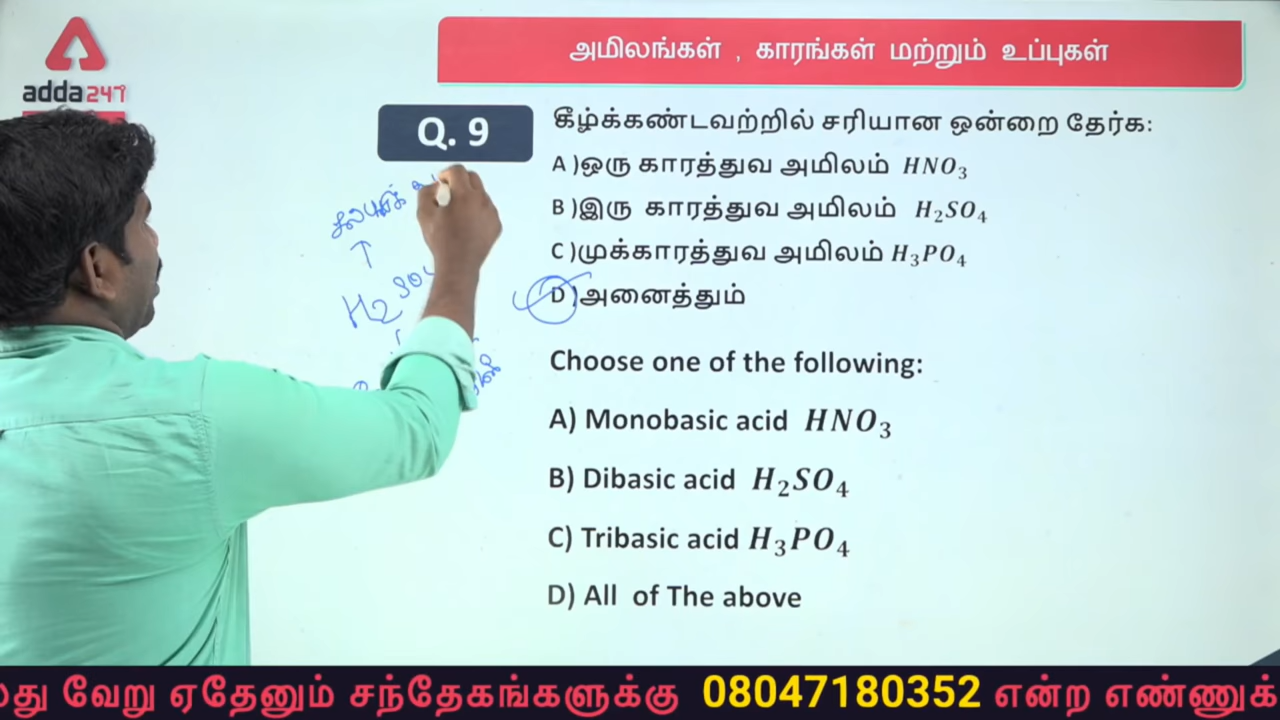 adda247
அமிலங்கள் , காரங்கள் மற்றும் உப்புகள்
Q. 9
கீழ்க்கண்டவற்றில் சரியான ஒன்றை தேர்க:
A )ஒரு காரத்துவ அமிலம் HNO3
B )இரு காரத்துவ அமிலம் H2SO4
C )முக்காரத்துவ அமிலம் H3PO4
D )அனைத்தும்
H2SO4
Choose one of the following:
A) Monobasic acid HNO3
B) Dibasic acid H2SO4
C) Tribasic acid H3PO4
D) All of The above
வேறு ஏதேனும் சந்தேகங்களுக்கு 08047180352 என்ற